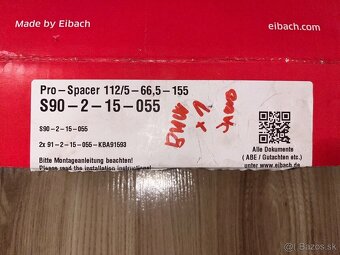 Made by Eibach
eibach.com
Pro-Spacer 112/5-66,5-155
S90-2-15-055
S90-2-15-055
2x 91-2-15-055-KBA91593
BMW
x 1
Alle Dokumente
( ABE / Gutachten etc. )
unter www.eibach.de
Bitte Montageanleitung beachten!
Please read the installation
Bazos.sk